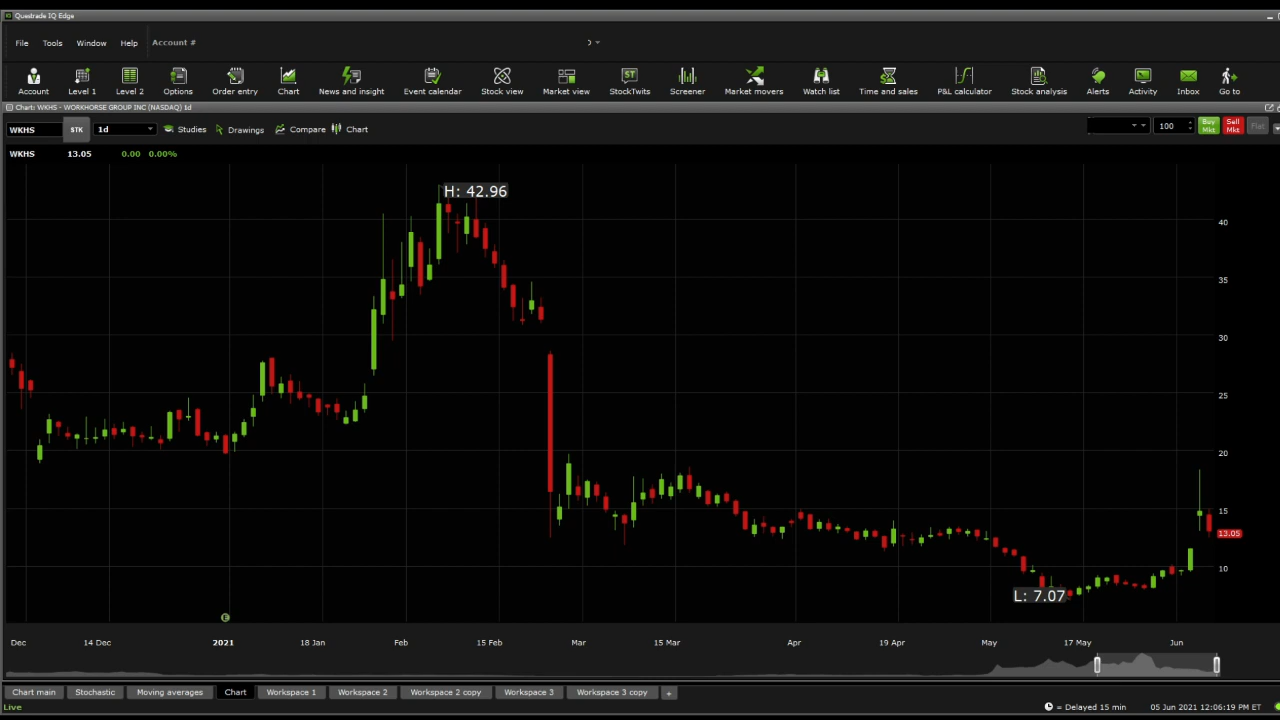 Questrade IQ Edge
File Tools Window Help Account #
Account Level 1 Level 2 Options Order entry Chart News and insight Event calendar Stock view Market view StockTwits Screener Market movers Watch list Time and sales P&L calculator Stock analysis Alerts Activity Inbox Go to
Chart: WKHS - WORKHORSE GROUP INC (NASDAQ) 1d
WKHS STK 1d Studies Drawings Compare Chart 100 Buy Mkt Sell Mkt Flat
WKHS 13.05 0.00 0.00%
H: 42.96
40
35
30
25
20
15
13.05
10
L: 7.07
E
Dec 14 Dec 2021 18 Jan Feb 15 Feb Mar 15 Mar Apr 19 Apr May 17 May Jun
Chart main Stochastic Moving averages Chart Workspace 1 Workspace 2 Workspace 2 copy Workspace 3 Workspace 3 copy +
Live = Delayed 15 min 05 Jun 2021 12:06:19 PM ET